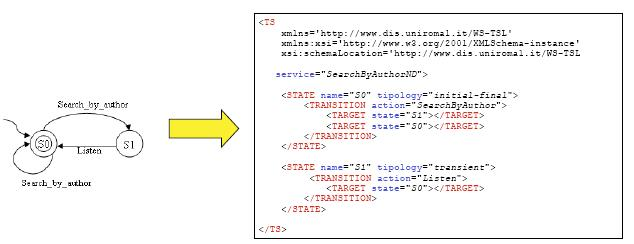 Search_by_author
S0
S1
Listen
Search_by_author
<TS
xmlns='http://www.dis.uniroma1.it/WS-TSL'
xmlns:xsi='http://www.w3.org/2001/XMLSchema-instance'
xsi:schemaLocation='http://www.dis.uniroma1.it/WS-TSL
service="SearchByAuthorND">
<STATE name="S0" tipology="initial-final">
<TRANSITION action="SearchByAuthor">
<TARGET state="S1"></TARGET>
<TARGET state="S0"></TARGET>
</TRANSITION>
</STATE>
<STATE name="S1" tipology="transient">
<TRANSITION action="Listen">
<TARGET state="S0"></TARGET>
</TRANSITION>
</STATE>
</TS>